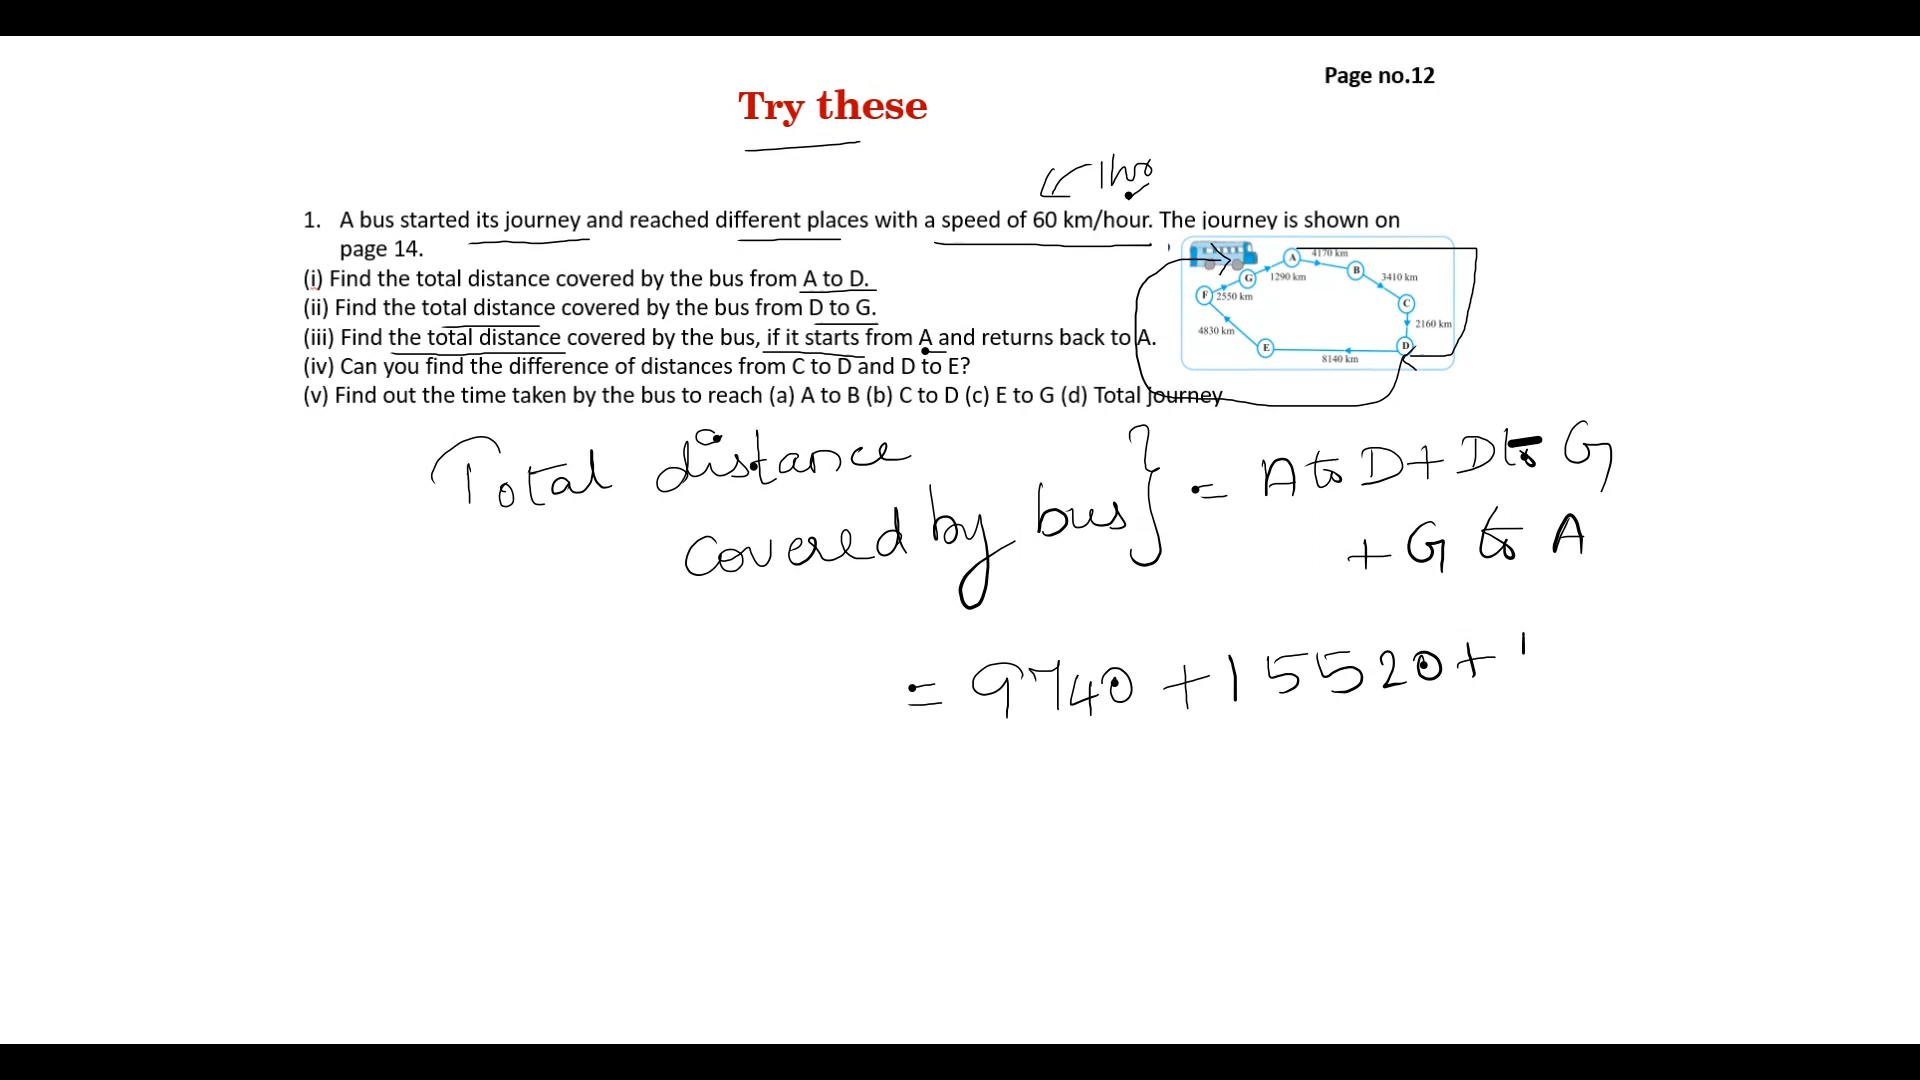 Page no.12
Try these
1hr
1. A bus started its journey and reached different places with a speed of 60 km/hour. The journey is shown on
page 14.
(i) Find the total distance covered by the bus from A to D.
(ii) Find the total distance covered by the bus from D to G.
(iii) Find the total distance covered by the bus, if it starts from A and returns back to A.
(iv) Can you find the difference of distances from C to D and D to E?
(v) Find out the time taken by the bus to reach (a) A to B (b) C to D (c) E to G (d) Total journey
A
4170 km
B
G
1290 km
3410 km
F
2550 km
C
4830 km
2160 km
E
D
8140 km
Total distance
covered by bus } = A to D + D to G
+ G to A
= 9740 + 15520 + 1